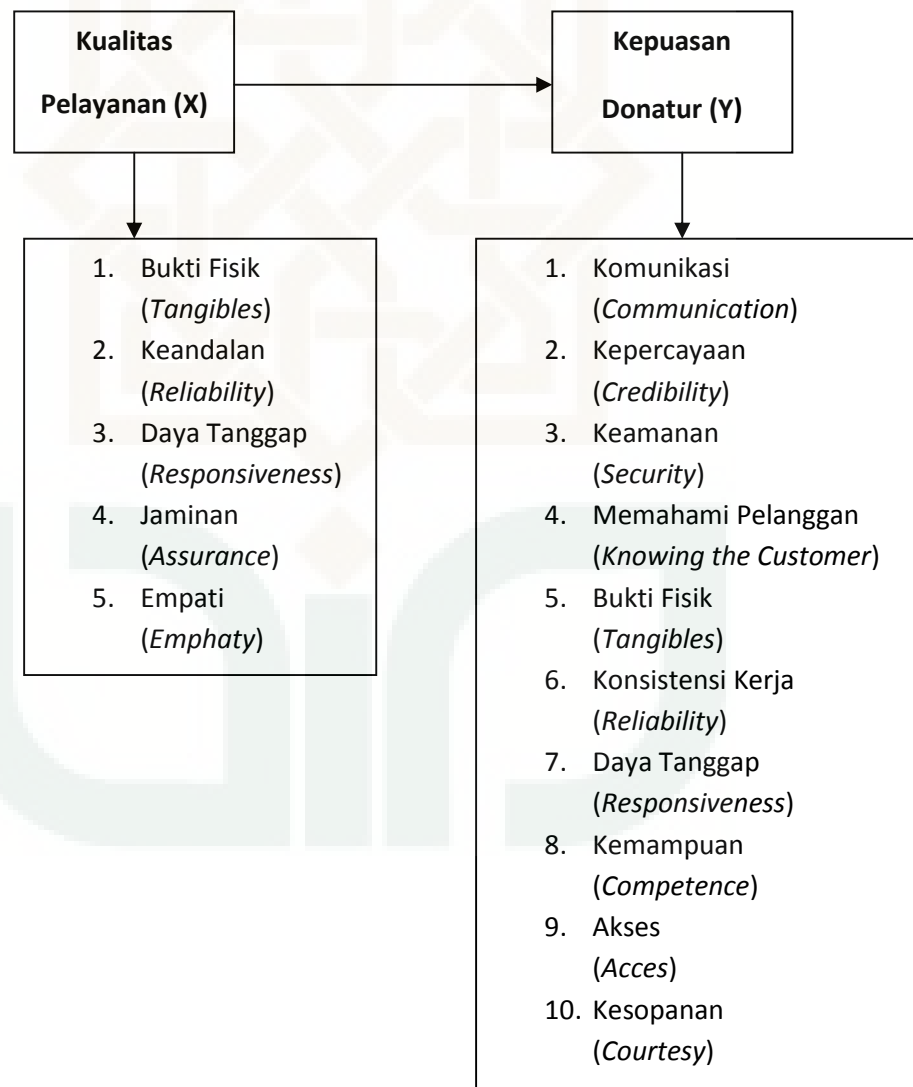 Kualitas
Pelayanan (X)
Kepuasan
Donatur (Y)
1. Bukti Fisik
(Tangibles)
2. Keandalan
(Reliability)
3. Daya Tanggap
(Responsiveness)
4. Jaminan
(Assurance)
5. Empati
(Emphaty)
1. Komunikasi
(Communication)
2. Kepercayaan
(Credibility)
3. Keamanan
(Security)
4. Memahami Pelanggan
(Knowing the Customer)
5. Bukti Fisik
(Tangibles)
6. Konsistensi Kerja
(Reliability)
7. Daya Tanggap
(Responsiveness)
8. Kemampuan
(Competence)
9. Akses
(Acces)
10. Kesopanan
(Courtesy)